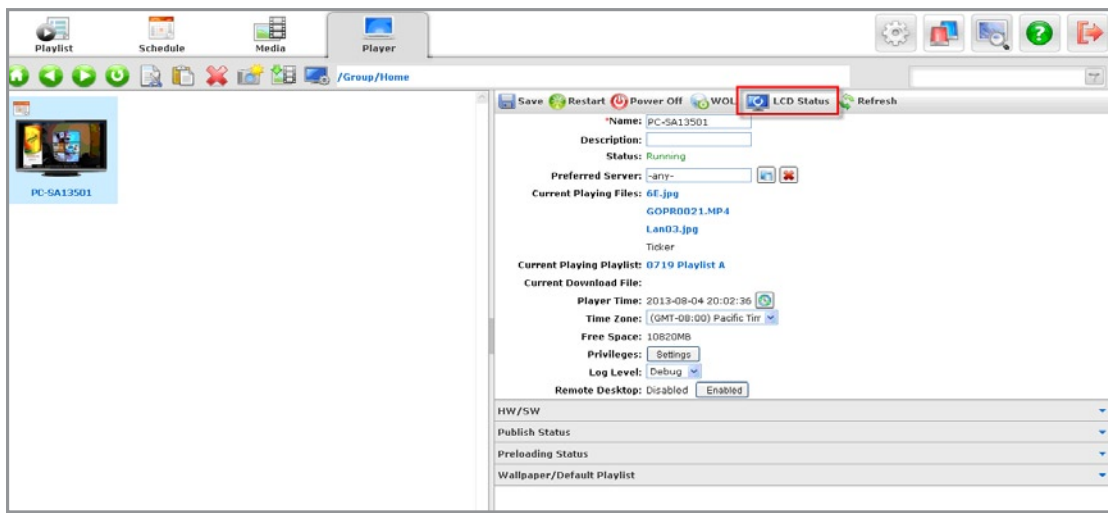 Playlist Schedule Media Player
/Group/Home
Save Restart Power Off WOL LCD Status Refresh
*Name: PC-SA13501
Description:
Status: Running
Preferred Server: -any-
Current Playing Files: 6E.jpg
GOPR0021.MP4
Lan03.jpg
Ticker
Current Playing Playlist: 0719 Playlist A
Current Download File:
Player Time: 2013-08-04 20:02:36
Time Zone: (GMT-08:00) Pacific Tim
Free Space: 10820MB
Privileges: Settings
Log Level: Debug
Remote Desktop: Disabled Enabled
HW/SW
Publish Status
Preloading Status
Wallpaper/Default Playlist
PC-SA13501